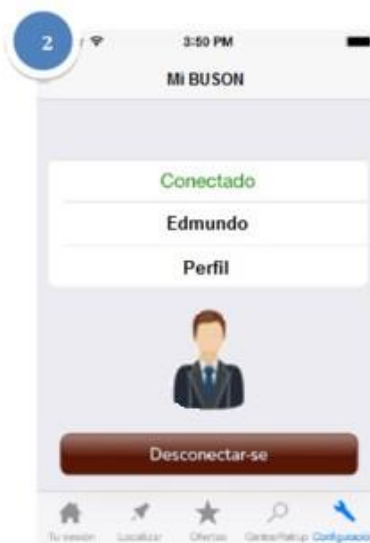 2
3:50 PM
Mi BUSON
Conectado
Edmundo
Perfil
Desconectar-se
Tu sesión Localizar Ofertas Configuración